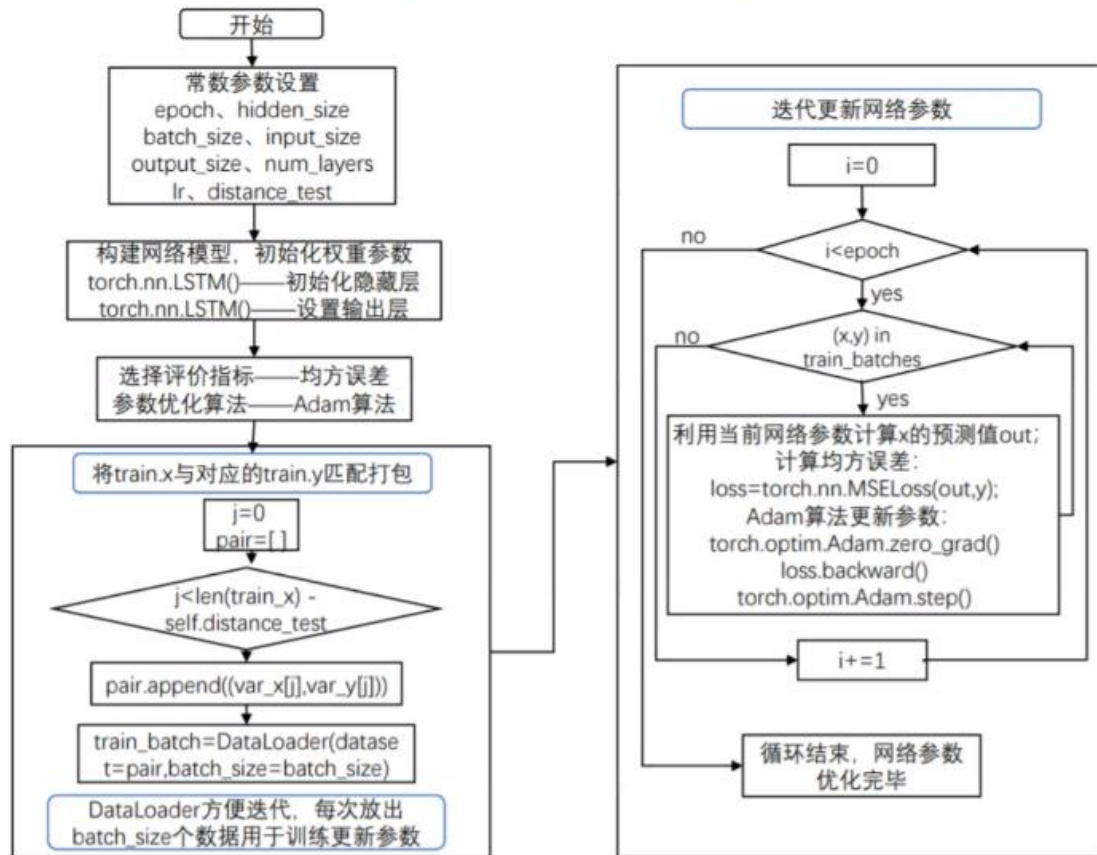 开始
常数参数设置
epoch、hidden_size
batch_size、input_size
output_size、num_layers
lr、distance_test
构建网络模型，初始化权重参数
torch.nn.LSTM()——初始化隐藏层
torch.nn.LSTM()——设置输出层
选择评价指标——均方误差
参数优化算法——Adam算法
将train.x与对应的train.y匹配打包
j=0
pair=[ ]
j<len(train_x) -
self.distance_test
pair.append((var_x[j],var_y[j]))
train_batch=DataLoader(datase
t=pair,batch_size=batch_size)
DataLoader方便迭代，每次放出
batch_size个数据用于训练更新参数
迭代更新网络参数
i=0
no
i<epoch
yes
no
(x,y) in
train_batches
yes
利用当前网络参数计算x的预测值out；
计算均方误差：
loss=torch.nn.MSELoss(out,y);
Adam算法更新参数：
torch.optim.Adam.zero_grad()
loss.backward()
torch.optim.Adam.step()
i+=1
循环结束，网络参数
优化完毕